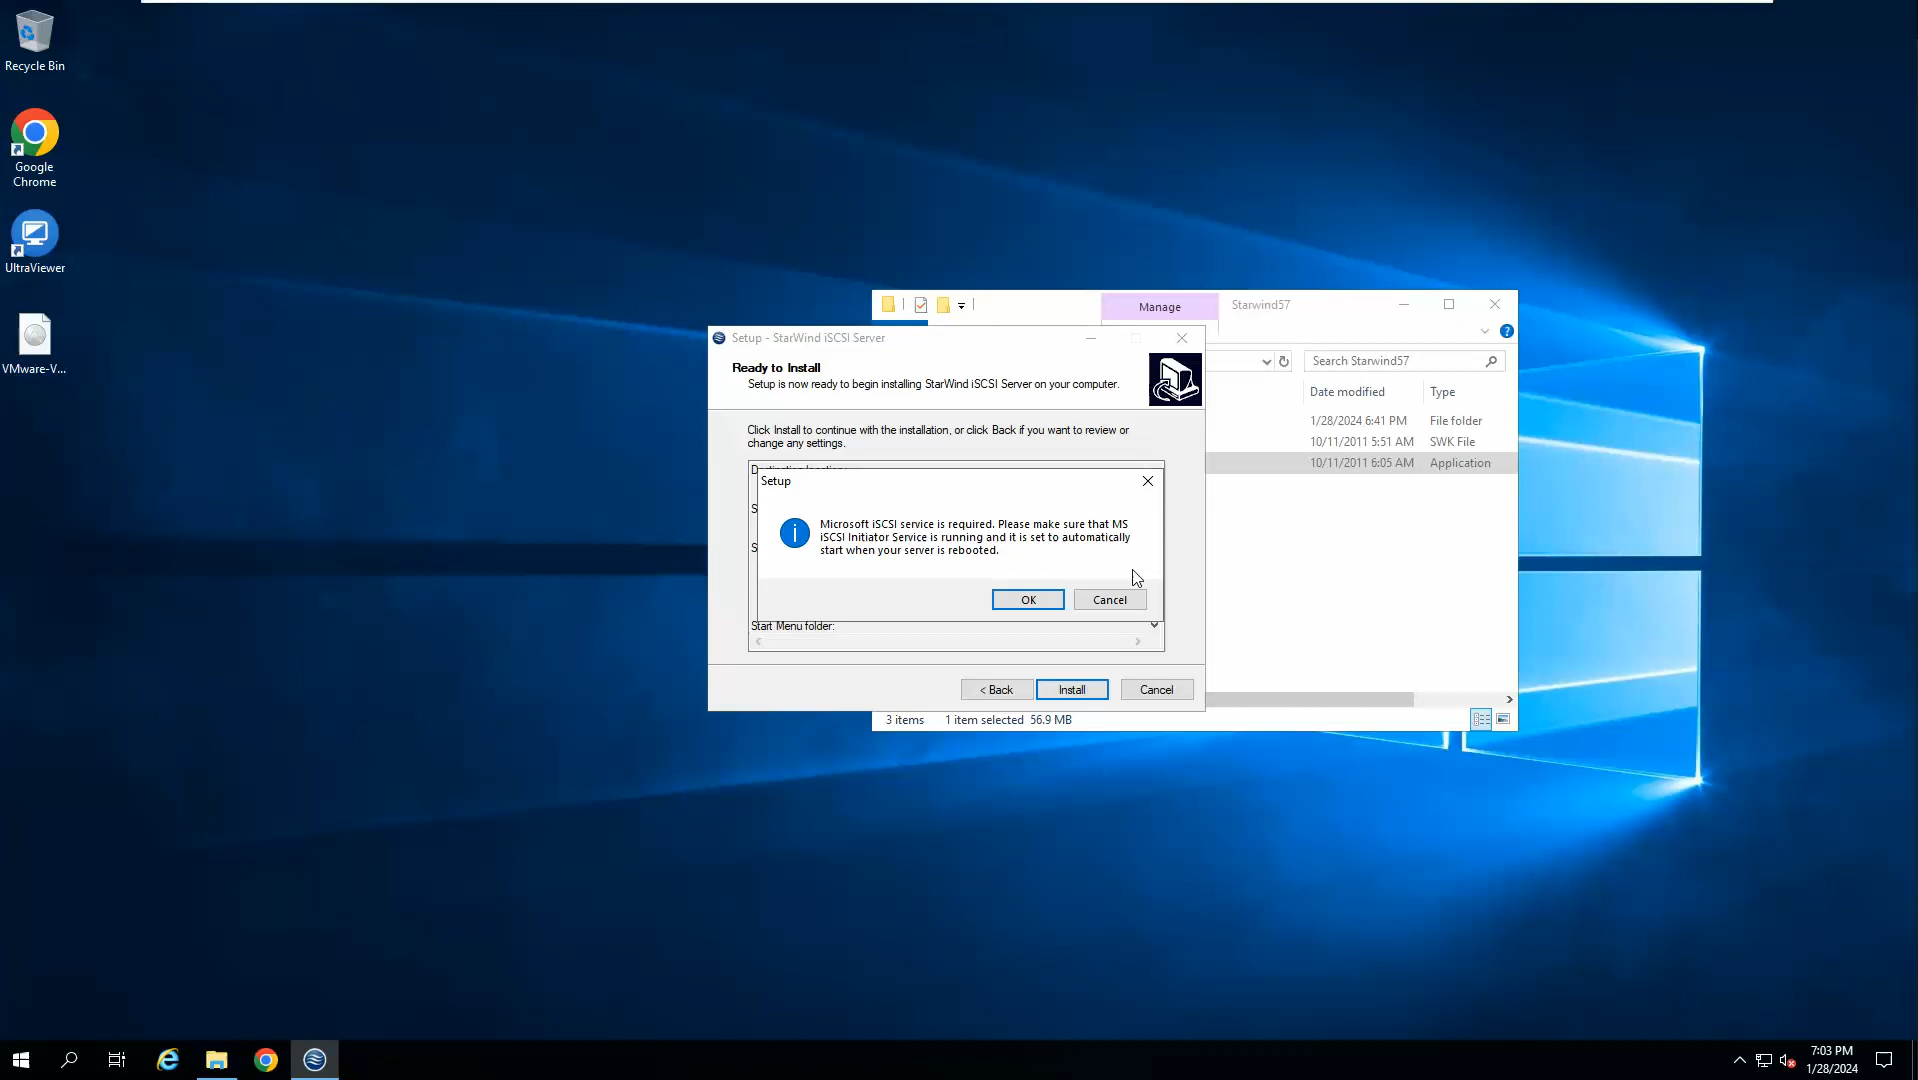 Recycle Bin
Google
Chrome
UltraViewer
VMware-V...
Manage
Starwind57
Search Starwind57
Date modified
Type
1/28/2024 6:41 PM
File folder
10/11/2011 5:51 AM
SWK File
10/11/2011 6:05 AM
Application
3 items
1 item selected 56.9 MB
Setup - StarWind iSCSI Server
Ready to Install
Setup is now ready to begin installing StarWind iSCSI Server on your computer.
Click Install to continue with the installation, or click Back if you want to review or
change any settings.
Setup
Microsoft iSCSI service is required. Please make sure that MS
iSCSI Initiator Service is running and it is set to automatically
start when your server is rebooted.
OK
Cancel
Start Menu folder:
< Back
Install
Cancel
7:03 PM
1/28/2024